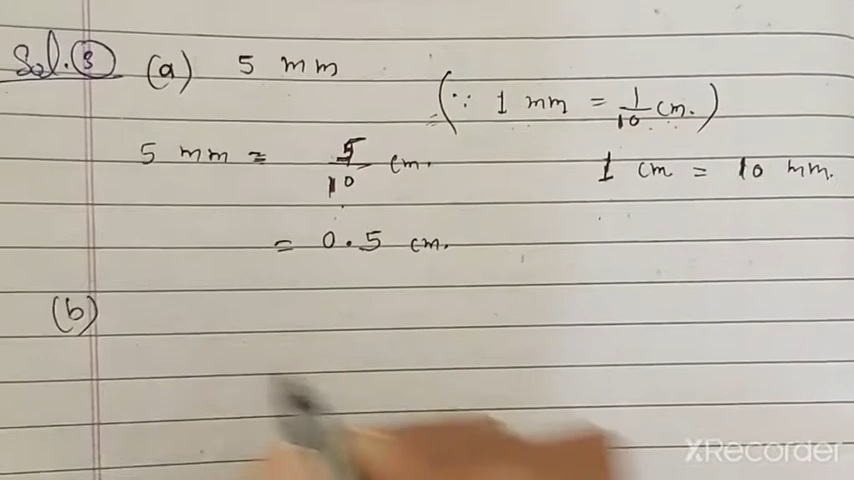 Sol. 3 (a) 5 mm
(∵ 1 mm = 1/10 cm.)
5 mm = 5/10 cm.
1 cm = 10 mm.
= 0.5 cm.
(b)
XRecorder